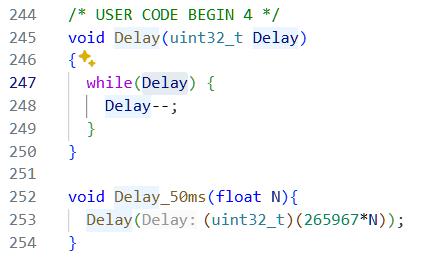 244 /* USER CODE BEGIN 4 */
245 void Delay(uint32_t Delay)
246 {
247 while(Delay) {
248 Delay--;
249 }
250 }
251
252 void Delay_50ms(float N){
253 Delay(Delay: (uint32_t)(265967*N));
254 }